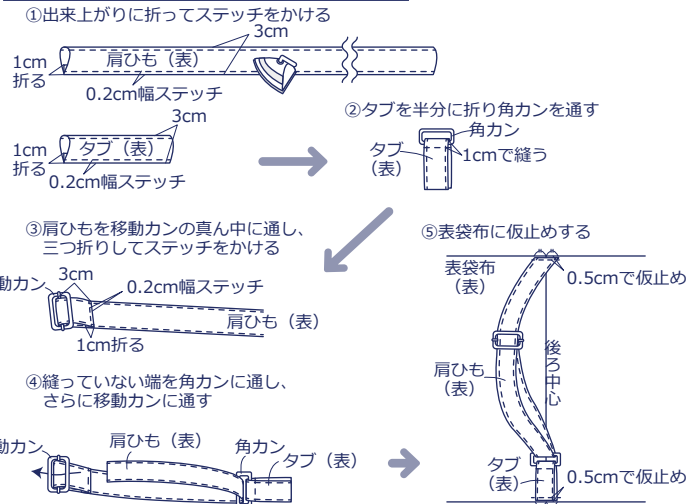 ①出来上がりに折ってステッチをかける
3cm
1cm
折る
肩ひも（表）
0.2cm幅ステッチ
3cm
1cm
折る
タブ（表）
0.2cm幅ステッチ
②タブを半分に折り角カンを通す
角カン
タブ
（表）
1cmで縫う
③肩ひもを移動カンの真ん中に通し、
三つ折りしてステッチをかける
動カン
3cm
0.2cm幅ステッチ
肩ひも（表）
1cm折る
④縫っていない端を角カンに通し、
さらに移動カンに通す
動カン
肩ひも（表）
角カン
タブ（表）
⑤表袋布に仮止めする
表袋布
（表）
0.5cmで仮止め
後ろ中心
肩ひも
（表）
タブ
（表）
0.5cmで仮止め